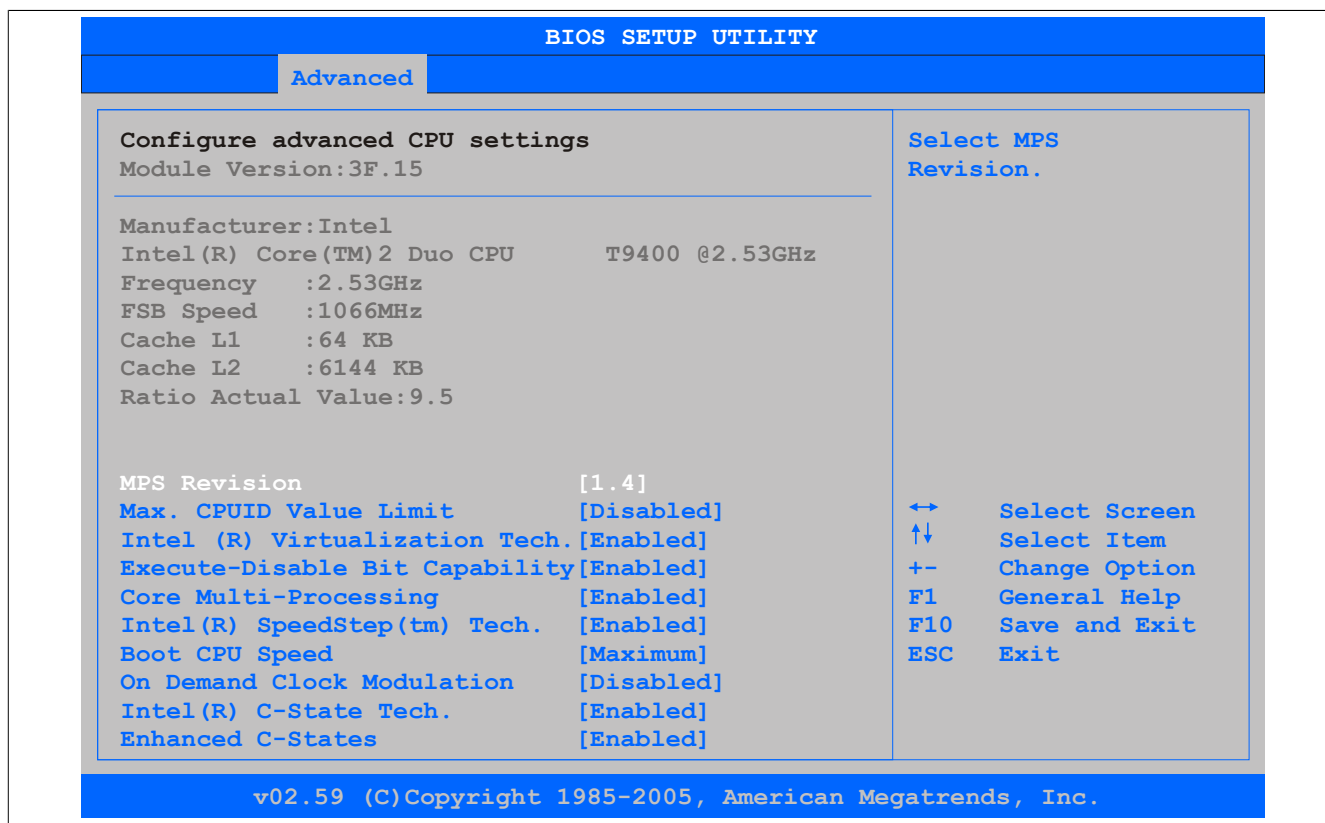 BIOS SETUP UTILITY
Advanced
Configure advanced CPU settings
Module Version:3F.15
Manufacturer:Intel
Intel(R) Core(TM)2 Duo CPU T9400 @2.53GHz
Frequency :2.53GHz
FSB Speed :1066MHz
Cache L1 :64 KB
Cache L2 :6144 KB
Ratio Actual Value:9.5
MPS Revision [1.4]
Max. CPUID Value Limit [Disabled]
Intel (R) Virtualization Tech.[Enabled]
Execute-Disable Bit Capability[Enabled]
Core Multi-Processing [Enabled]
Intel(R) SpeedStep(tm) Tech. [Enabled]
Boot CPU Speed [Maximum]
On Demand Clock Modulation [Disabled]
Intel(R) C-State Tech. [Enabled]
Enhanced C-States [Enabled]
Select MPS
Revision.
↔ Select Screen
↑↓ Select Item
+- Change Option
F1 General Help
F10 Save and Exit
ESC Exit
v02.59 (C)Copyright 1985-2005, American Megatrends, Inc.